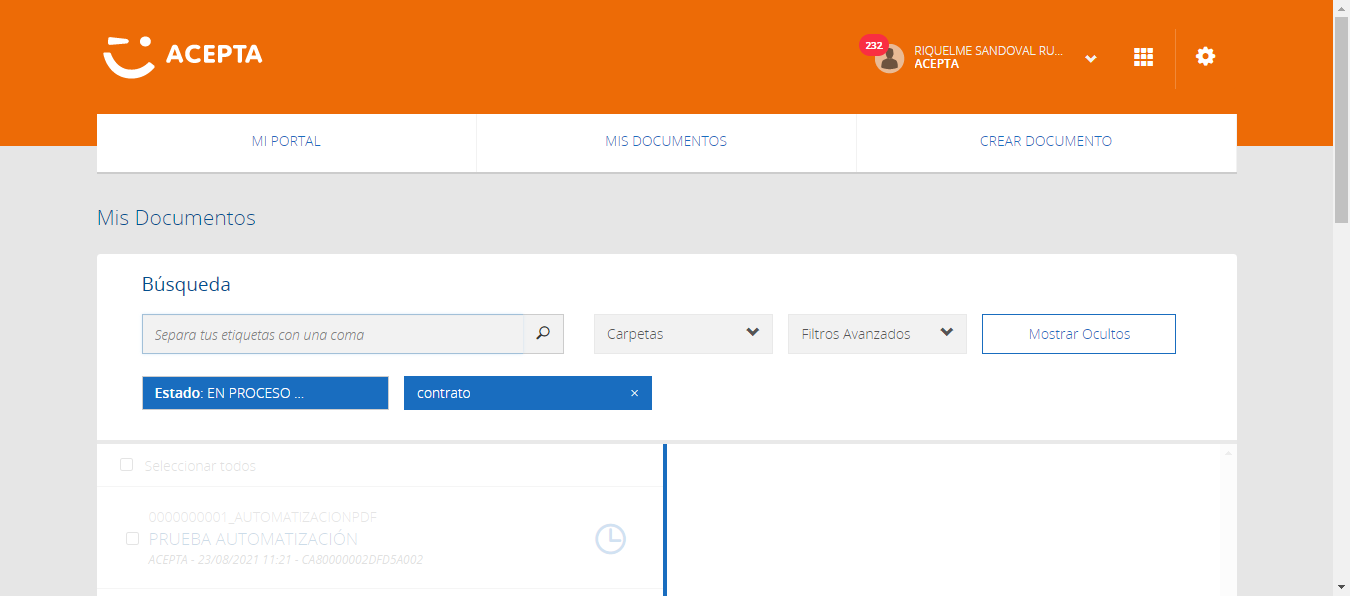 ACEPTA
232
RIQUELME SANDOVAL RU...
ACEPTA
MI PORTAL
MIS DOCUMENTOS
CREAR DOCUMENTO
Mis Documentos
Búsqueda
Separa tus etiquetas con una coma
Carpetas
Filtros Avanzados
Mostrar Ocultos
Estado: EN PROCESO ...
contrato ×
Seleccionar todos
0000000001_AUTOMATIZACIONPDF
PRUEBA AUTOMATIZACIÓN
ACEPTA - 23/08/2021 11:21 - CA80000002DFD5A002